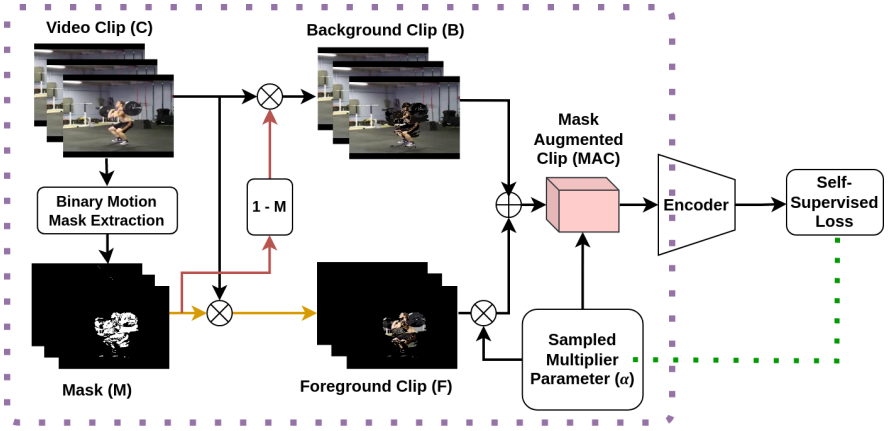 Video Clip (C)
Background Clip (B)
Mask
Augmented
Clip (MAC)
Binary Motion
Mask Extraction
1 - M
Encoder
Self-
Supervised
Loss
Mask (M)
Foreground Clip (F)
Sampled
Multiplier
Parameter (α)